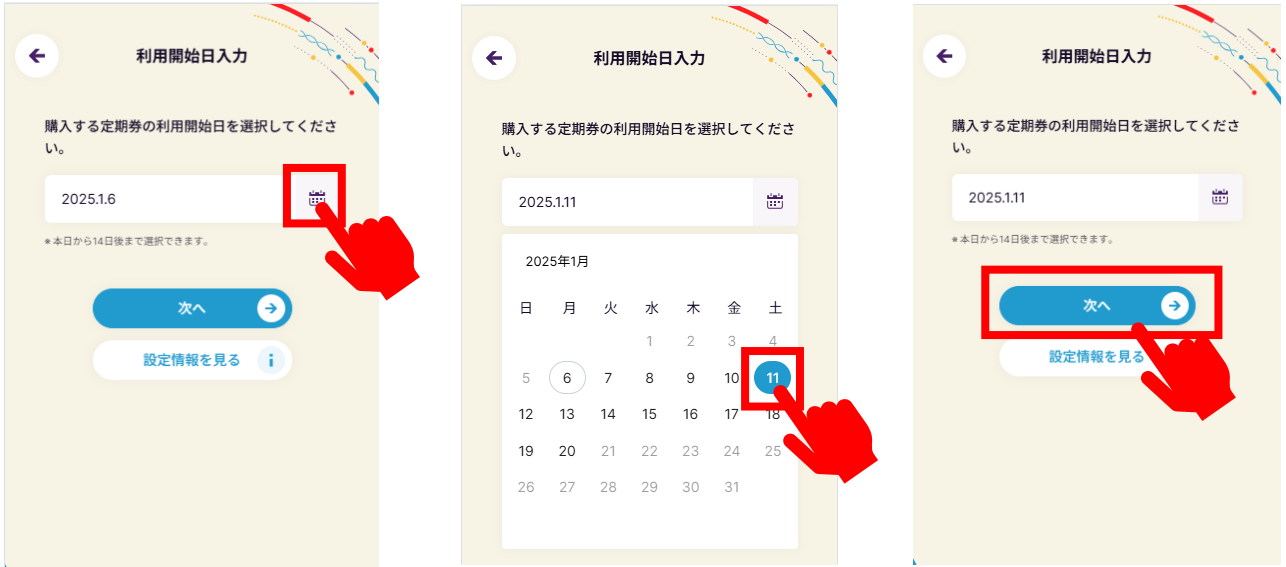 利用開始日入力
購入する定期券の利用開始日を選択してくださ
い。
2025.1.6
※本日から14日後まで選択できます。
次へ
設定情報を見る
利用開始日入力
購入する定期券の利用開始日を選択してくださ
い。
2025.1.11
2025年1月
日 月 火 水 木 金 土
1 2 3 4
5 6 7 8 9 10 11
12 13 14 15 16 17 18
19 20 21 22 23 24 25
26 27 28 29 30 31
利用開始日入力
購入する定期券の利用開始日を選択してくださ
い。
2025.1.11
※本日から14日後まで選択できます。
次へ
設定情報を見る